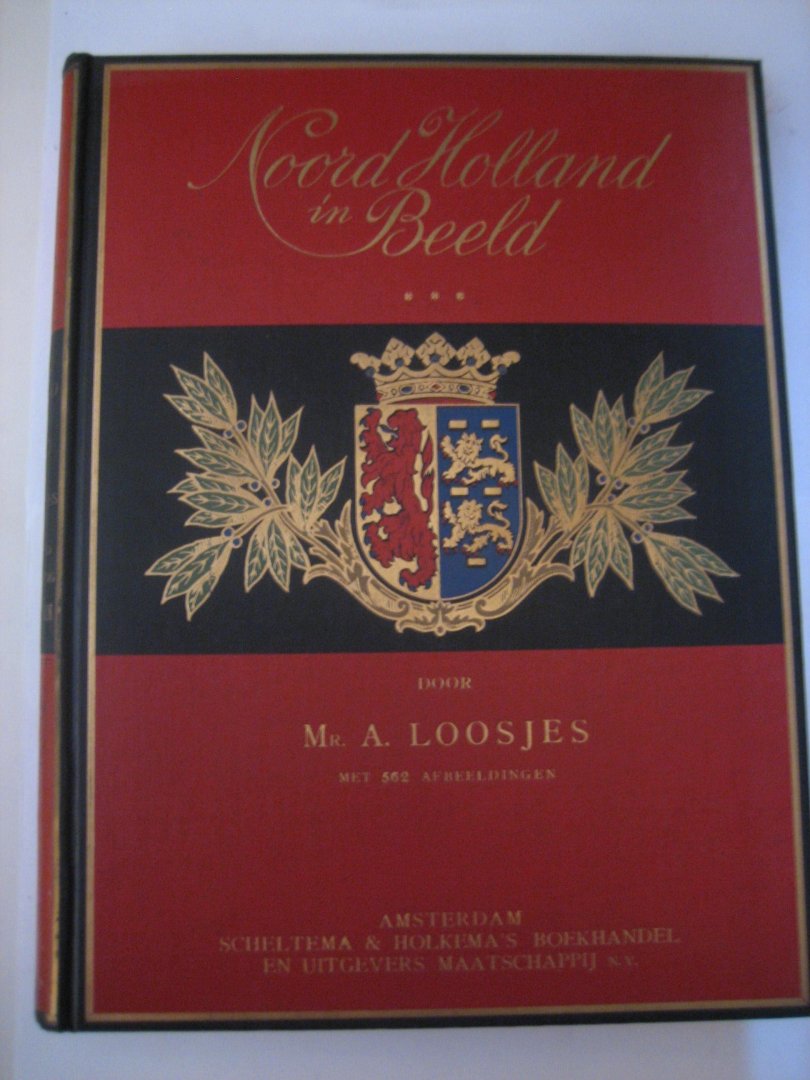 Noord Holland
in Beeld
* * *
DOOR
MR. A. LOOSJES
MET 562 AFBEELDINGEN
AMSTERDAM
SCHELTEMA & HOLKEMA'S BOEKHANDEL
EN UITGEVERS MAATSCHAPPIJ N.V.